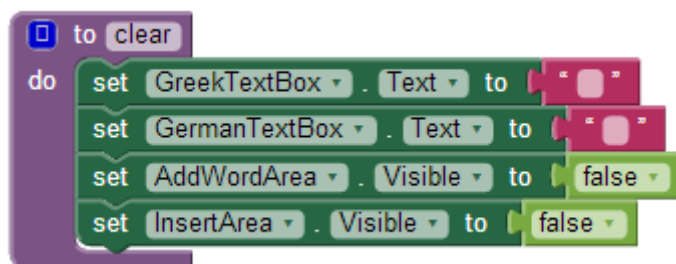 to clear
do set GreekTextBox . Text to “ ”
set GermanTextBox . Text to “ ”
set AddWordArea . Visible to false
set InsertArea . Visible to false